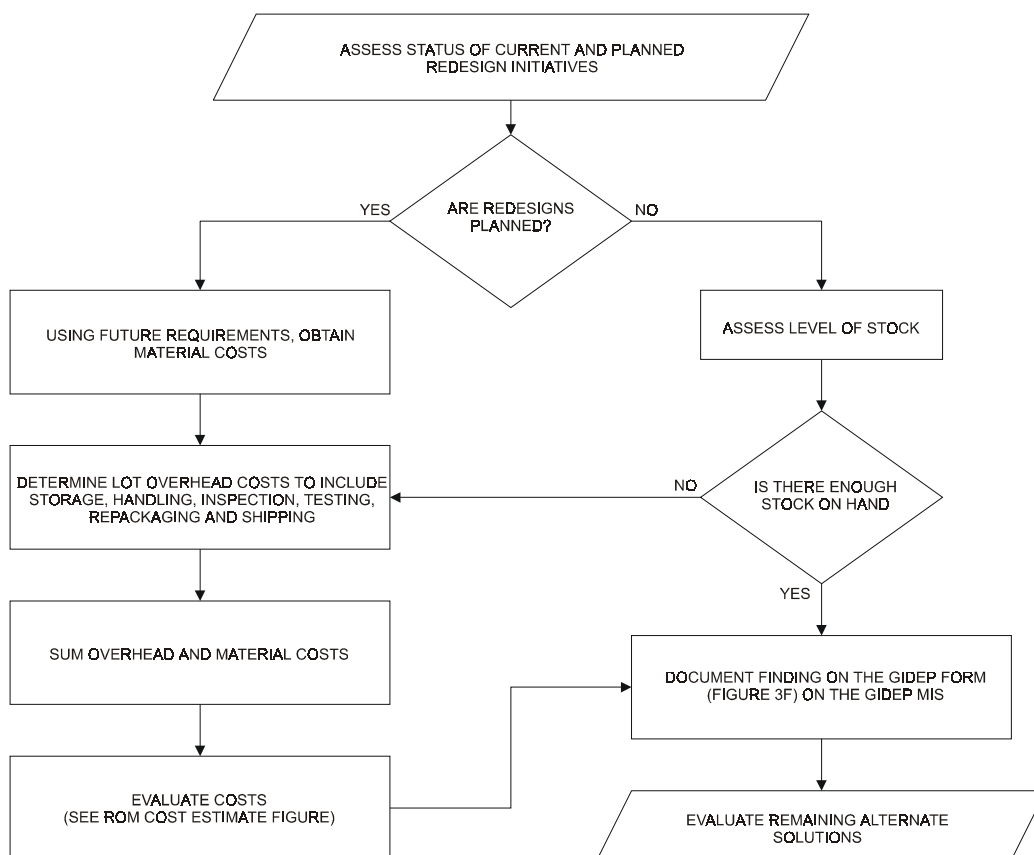 ASSESS STATUS OF CURRENT AND PLANNED
REDESIGN INITIATIVES
YES
ARE REDESIGNS
PLANNED?
NO
USING FUTURE REQUIREMENTS, OBTAIN
MATERIAL COSTS
ASSESS LEVEL OF STOCK
DETERMINE LOT OVERHEAD COSTS TO INCLUDE
STORAGE, HANDLING, INSPECTION, TESTING,
REPACKAGING AND SHIPPING
NO
IS THERE ENOUGH
STOCK ON HAND
YES
SUM OVERHEAD AND MATERIAL COSTS
DOCUMENT FINDING ON THE GIDEP FORM
(FIGURE 3F) ON THE GIDEP MIS
EVALUATE COSTS
(SEE ROM COST ESTIMATE FIGURE)
EVALUATE REMAINING ALTERNATE
SOLUTIONS